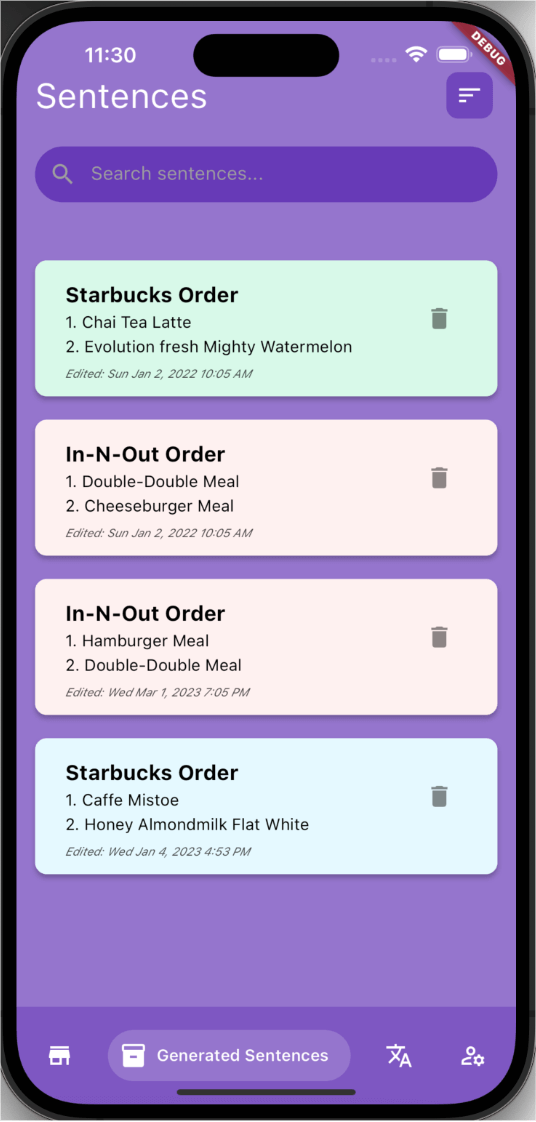 11:30
DEBUG
Sentences
Search sentences...
Starbucks Order
1. Chai Tea Latte
2. Evolution fresh Mighty Watermelon
Edited: Sun Jan 2, 2022 10:05 AM
In-N-Out Order
1. Double-Double Meal
2. Cheeseburger Meal
Edited: Sun Jan 2, 2022 10:05 AM
In-N-Out Order
1. Hamburger Meal
2. Double-Double Meal
Edited: Wed Mar 1, 2023 7:05 PM
Starbucks Order
1. Caffe Mistoe
2. Honey Almondmilk Flat White
Edited: Wed Jan 4, 2023 4:53 PM
Generated Sentences